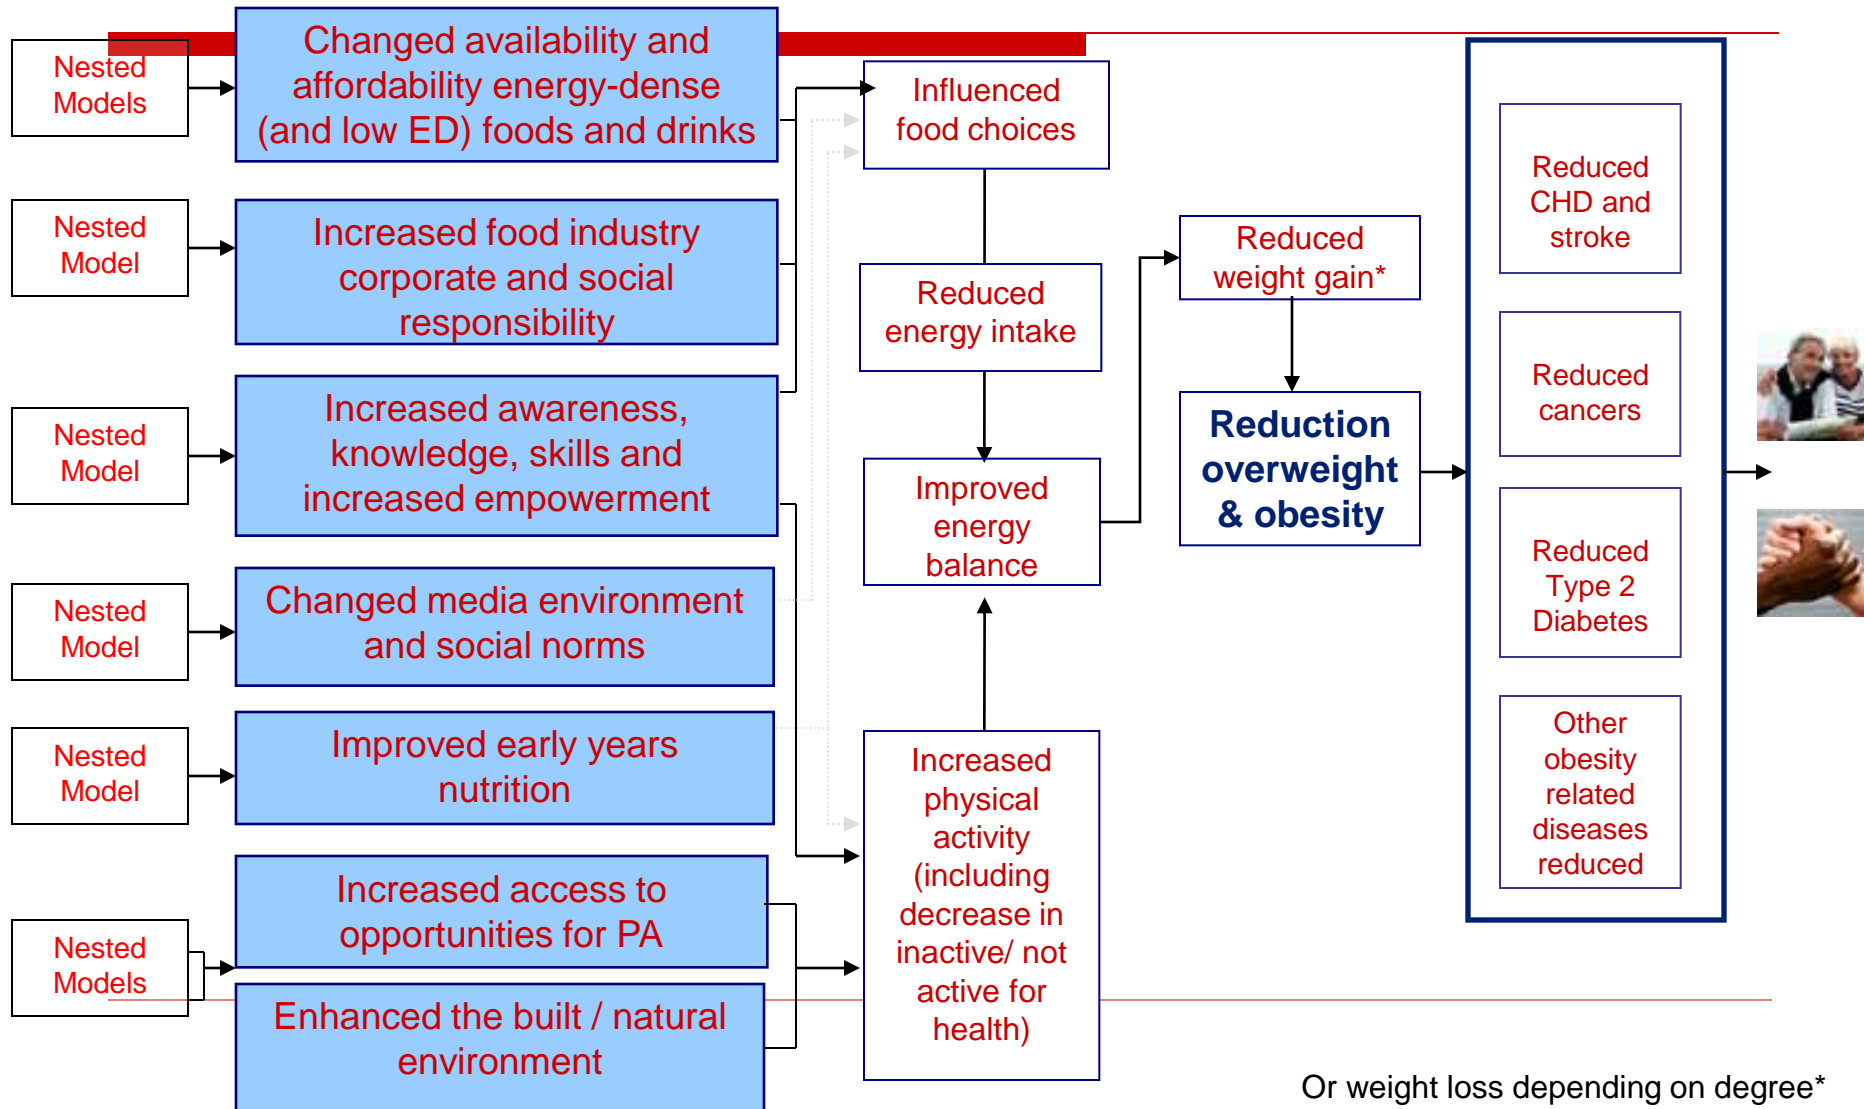 Nested
Models
Changed availability and
affordability energy-dense
(and low ED) foods and drinks
Nested
Model
Increased food industry
corporate and social
responsibility
Nested
Model
Increased awareness,
knowledge, skills and
increased empowerment
Nested
Model
Changed media environment
and social norms
Nested
Model
Improved early years
nutrition
Nested
Models
Increased access to
opportunities for PA
Enhanced the built / natural
environment
Influenced
food choices
Reduced
energy intake
Improved
energy
balance
Increased
physical
activity
(including
decrease in
inactive/ not
active for
health)
Reduced
weight gain*
Reduction
overweight
& obesity
Reduced
CHD and
stroke
Reduced
cancers
Reduced
Type 2
Diabetes
Other
obesity
related
diseases
reduced
Or weight loss depending on degree*